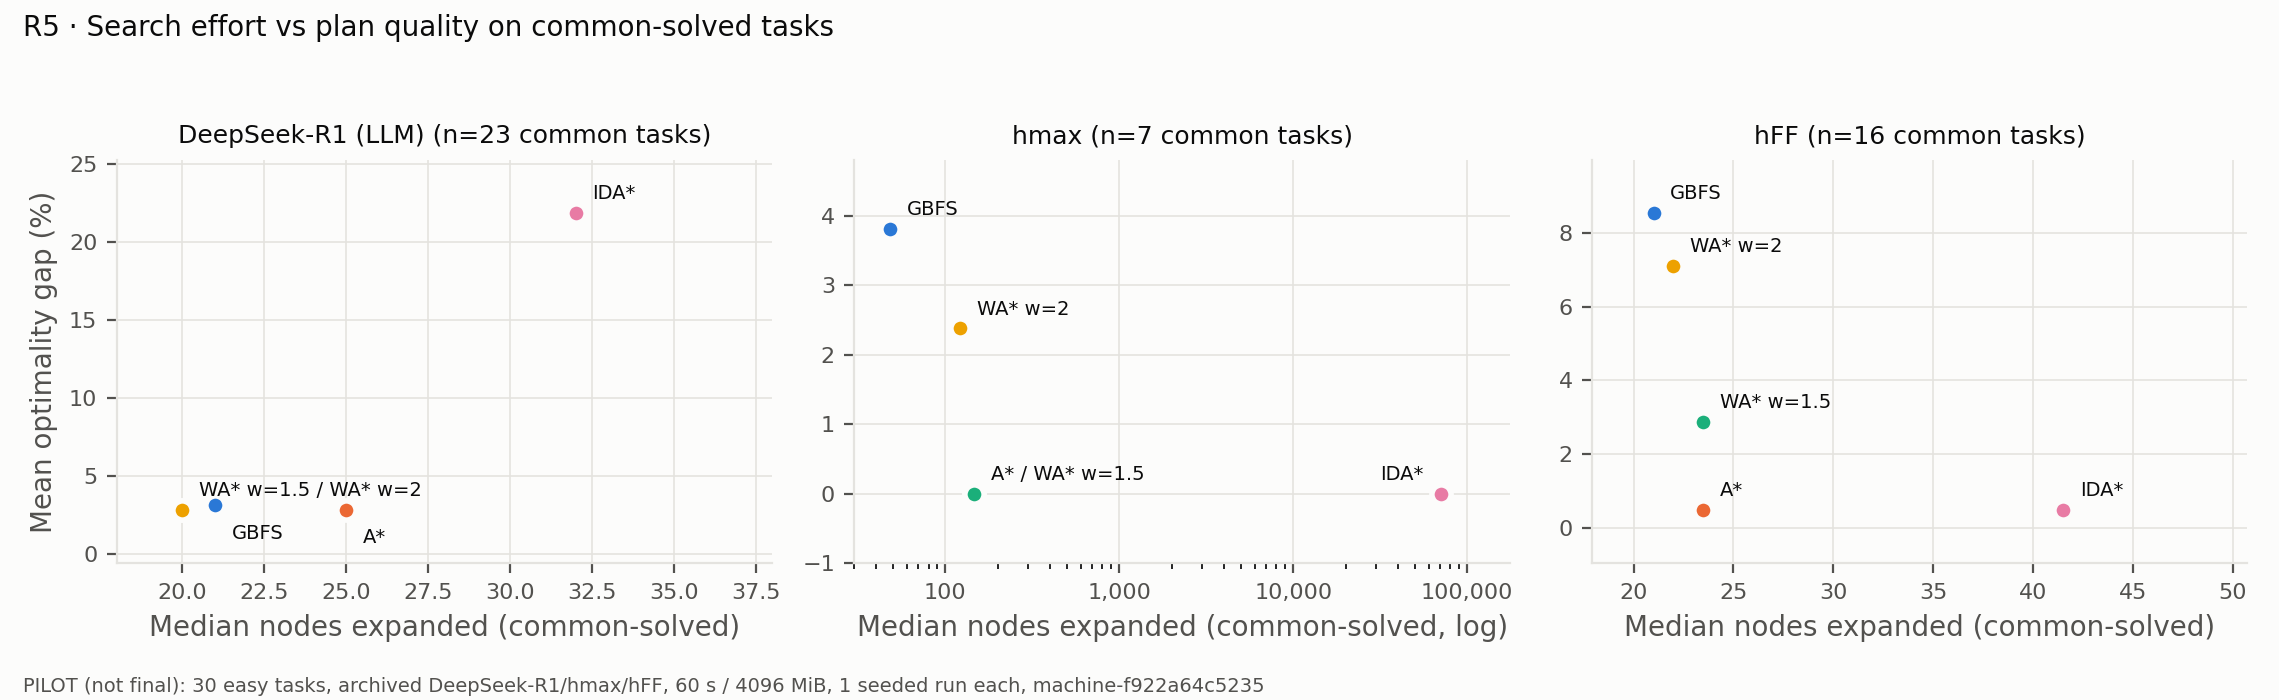 R5 · Search effort vs plan quality on common-solved tasks
DeepSeek-R1 (LLM) (n=23 common tasks)
Mean optimality gap (%)
25
20
15
10
5
0
IDA*
WA* w=1.5 / WA* w=2
GBFS
A*
20.0 22.5 25.0 27.5 30.0 32.5 35.0 37.5
Median nodes expanded (common-solved)
hmax (n=7 common tasks)
4
3
2
1
0
−1
GBFS
WA* w=2
A* / WA* w=1.5
IDA*
100 1,000 10,000 100,000
Median nodes expanded (common-solved, log)
hFF (n=16 common tasks)
8
6
4
2
0
GBFS
WA* w=2
WA* w=1.5
A*
IDA*
20 25 30 35 40 45 50
Median nodes expanded (common-solved)
PILOT (not final): 30 easy tasks, archived DeepSeek-R1/hmax/hFF, 60 s / 4096 MiB, 1 seeded run each, machine-f922a64c5235